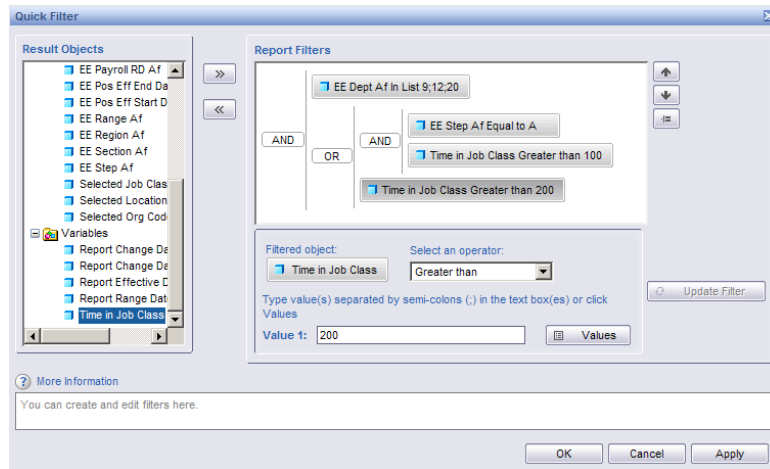 Quick Filter
Result Objects
EE Payroll RD Af
EE Pos Eff End Da
EE Pos Eff Start D
EE Range Af
EE Region Af
EE Section Af
EE Step Af
Selected Job Clas
Selected Location
Selected Org Cod
Variables
Report Change Da
Report Change Da
Report Effective D
Report Range Dat
Time in Job Class
Report Filters
EE Dept Af In List 9;12;20
AND
OR
AND
EE Step Af Equal to A
Time in Job Class Greater than 100
Time in Job Class Greater than 200
Filtered object:
Select an operator:
Time in Job Class
Greater than
Type value(s) separated by semi-colons (;) in the text box(es) or click
Values
Value 1: 200
Values
Update Filter
? More Information
You can create and edit filters here.
OK Cancel Apply